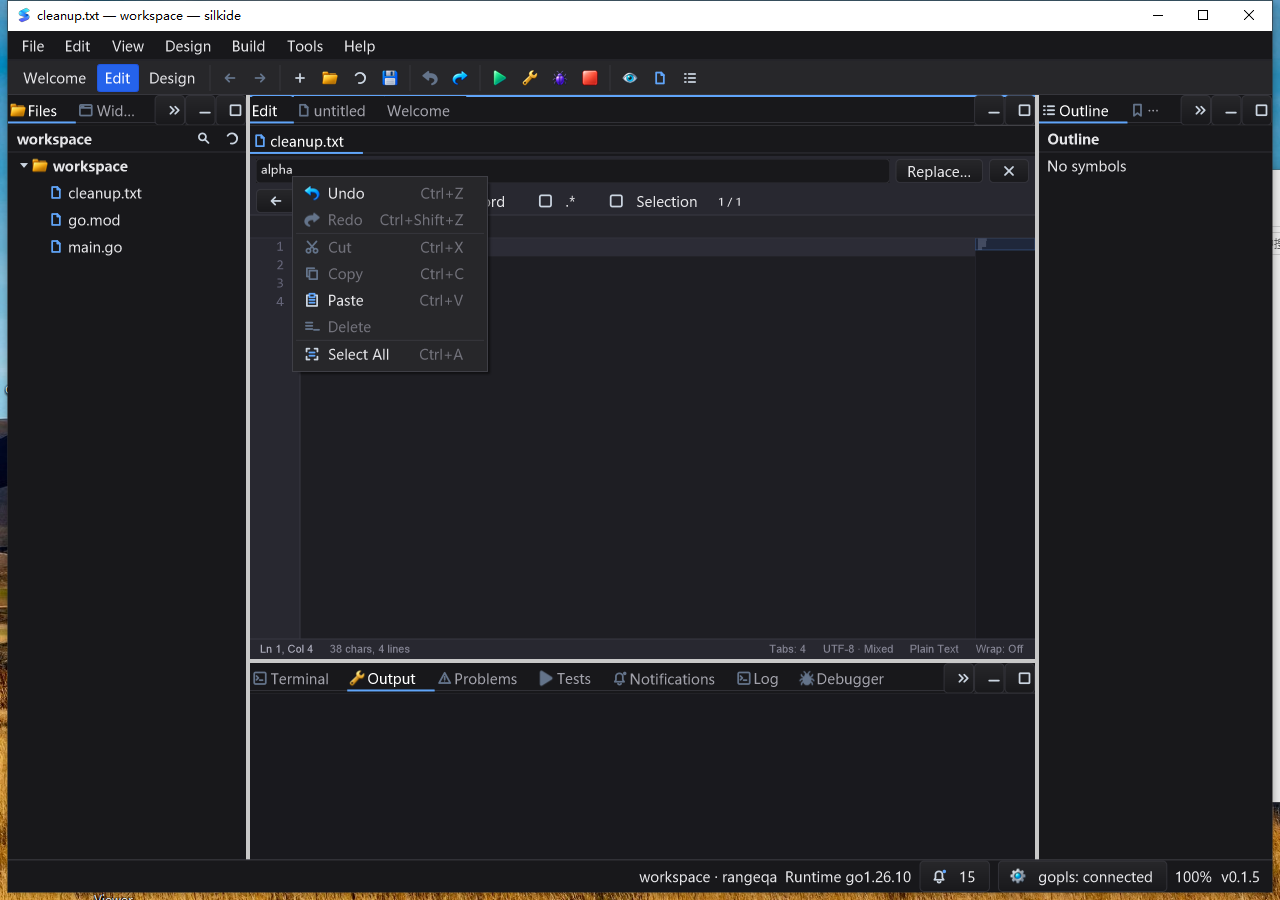 cleanup.txt — workspace — silkide
File Edit View Design Build Tools Help
Welcome Edit Design
Files Wid...
Edit untitled Welcome
Outline ...
workspace
cleanup.txt
Outline
workspace
No symbols
alpha
Replace...
cleanup.txt
go.mod
main.go
ord .* Selection 1 / 1
Undo Ctrl+Z
Redo Ctrl+Shift+Z
Cut Ctrl+X
Copy Ctrl+C
Paste Ctrl+V
Delete
Select All Ctrl+A
1
2
3
4
Ln 1, Col 4 38 chars, 4 lines Tabs: 4 UTF-8 · Mixed Plain Text Wrap: Off
Terminal Output Problems Tests Notifications Log Debugger
workspace · rangeqa Runtime go1.26.10 15 gopls: connected 100% v0.1.5
Viewer